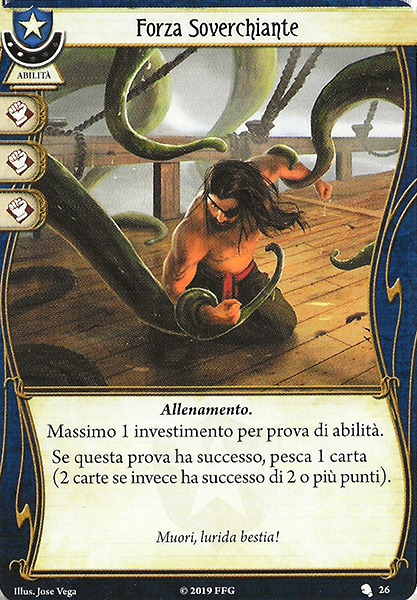 Forza Soverchiante
ABILITÀ
Allenamento.
Massimo 1 investimento per prova di abilità.
Se questa prova ha successo, pesca 1 carta
(2 carte se invece ha successo di 2 o più punti).
Muori, lurida bestia!
Illus. Jose Vega
© 2019 FFG
26